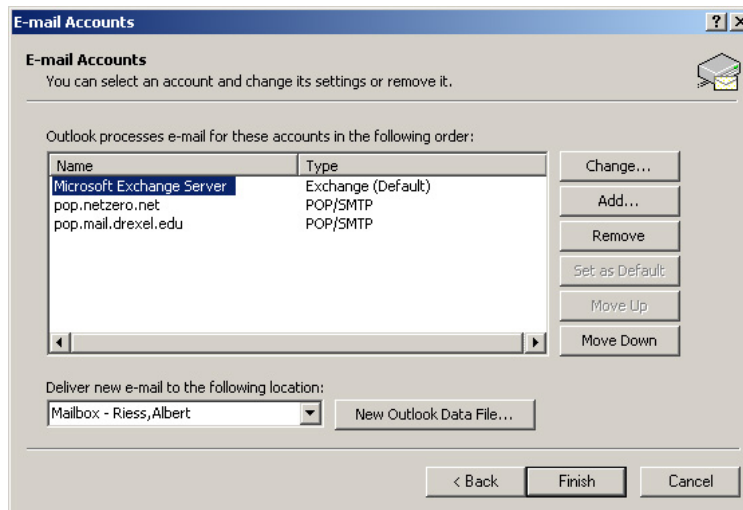 E-mail Accounts
E-mail Accounts
You can select an account and change its settings or remove it.
Outlook processes e-mail for these accounts in the following order:
Name Type
Microsoft Exchange Server Exchange (Default)
pop.netzero.net POP/SMTP
pop.mail.drexel.edu POP/SMTP
Change...
Add...
Remove
Set as Default
Move Up
Move Down
Deliver new e-mail to the following location:
Mailbox - Riess,Albert New Outlook Data File...
< Back Finish Cancel